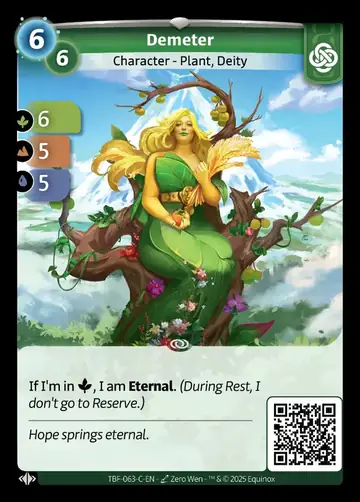 6
6
Demeter
Character - Plant, Deity
6
5
5
If I'm in , I am Eternal. (During Rest, I
don't go to Reserve.)
Hope springs eternal.
TBF-063-C-EN - Zero Wen - ™ & © 2025 Equinox